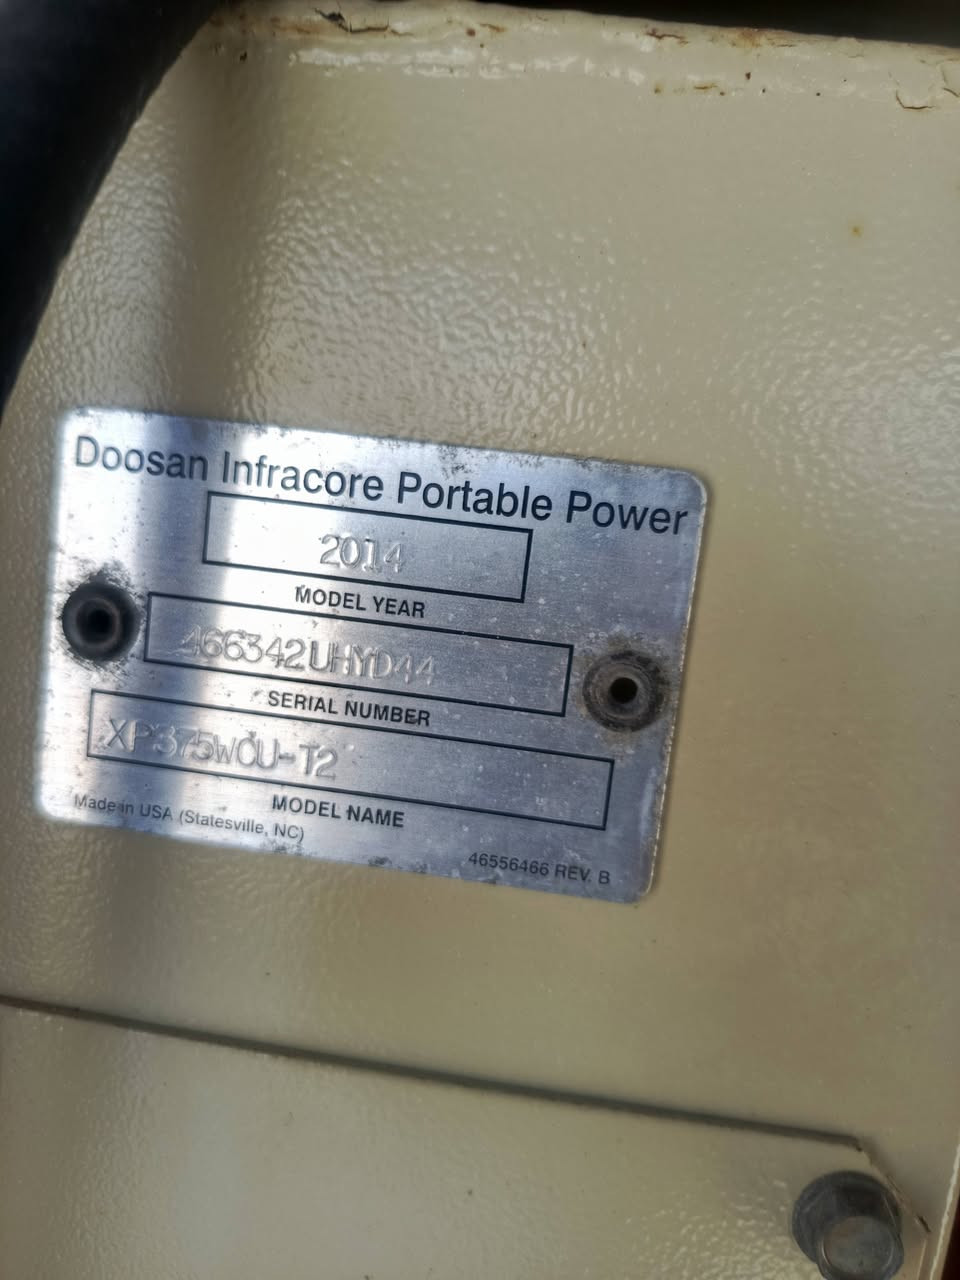 Doosan Infracore Portable Power
2014
MODEL YEAR
466342UHYD44
SERIAL NUMBER
XP375WCU-T2
MODEL NAME
Made in USA (Statesville, NC)
46556466 REV. B